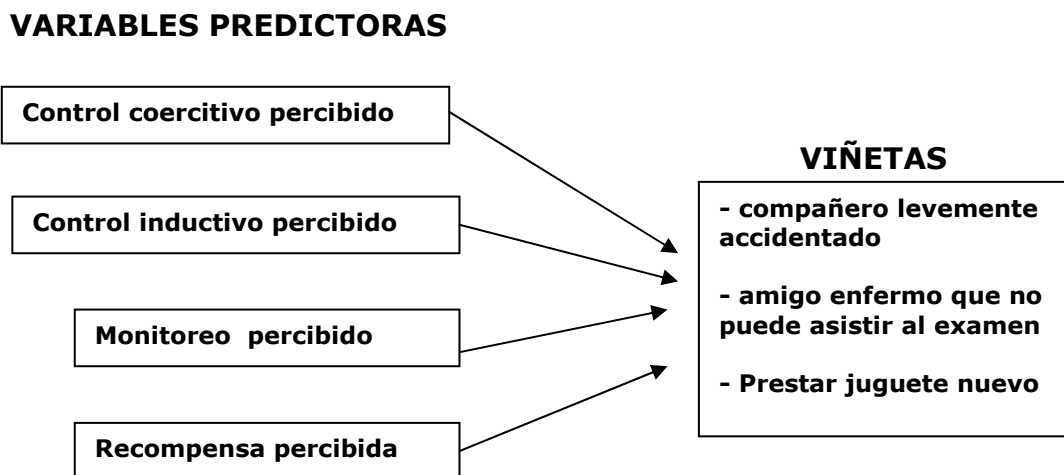 VARIABLES PREDICTORAS
Control coercitivo percibido
Control inductivo percibido
Monitoreo percibido
Recompensa percibida
VIÑETAS
- compañero levemente
accidentado
- amigo enfermo que no
puede asistir al examen
- Prestar juguete nuevo